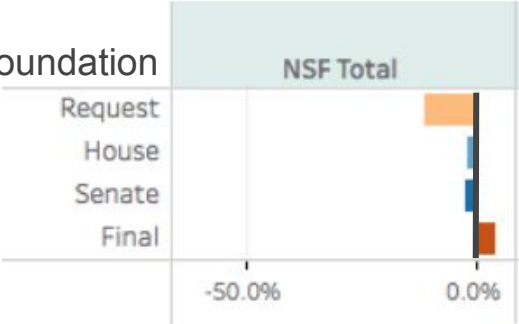 oundation
NSF Total
Request
House
Senate
Final
-50.0%
0.0%